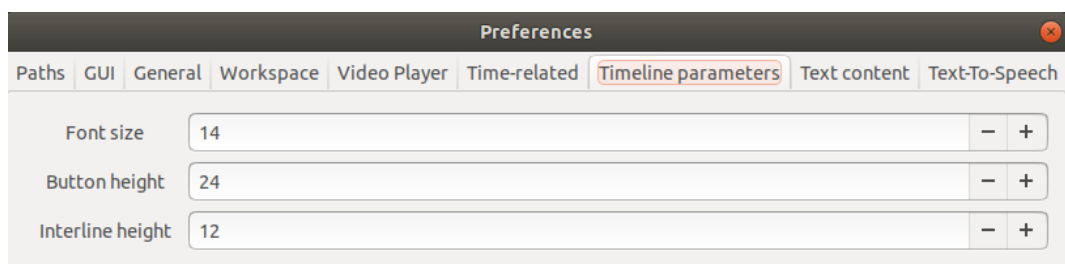 Preferences
Paths GUI General Workspace Video Player Time-related Timeline parameters Text content Text-To-Speech
Font size 14
Button height 24
Interline height 12